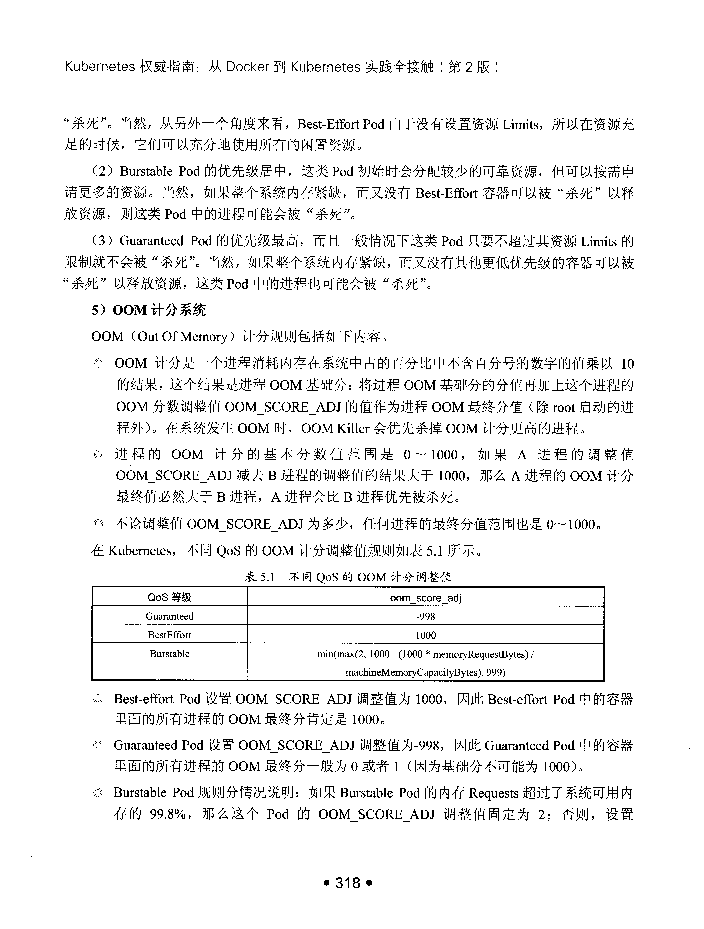 Kubernetes 权威指南：从 Docker 到 Kubernetes 实践全接触（第 2 版）
“杀死”。当然，从另外一个角度来看，Best-Effort Pod 由于没有设置资源 Limits，所以在资源充
足的时候，它们可以充分地使用所有的闲置资源。
（2）Burstable Pod 的优先级居中，这类 Pod 初始时会分配较少的可靠资源，但可以按需申
请更多的资源。当然，如果整个系统内存紧缺，而又没有 Best-Effort 容器可以被“杀死”以释
放资源，则这类 Pod 中的进程可能会被“杀死”。
（3）Guaranteed Pod 的优先级最高，而且一般情况下这类 Pod 只要不超过其资源 Limits 的
限制就不会被“杀死”。当然，如果整个系统内存紧缺，而又没有其他更低优先级的容器可以被
“杀死”以释放资源，这类 Pod 中的进程也可能会被“杀死”。
5）OOM 计分系统
OOM（Out Of Memory）计分规则包括如下内容。
OOM 计分是一个进程消耗内存在系统中占的百分比中不含百分号的数字的值乘以 10
的结果，这个结果是进程 OOM 基础分；将过程 OOM 基础分的分值再加上这个进程的
OOM 分数调整值 OOM_SCORE_ADJ 的值作为进程 OOM 最终分值（除 root 启动的进
程外）。在系统发生 OOM 时，OOM Killer 会优先杀掉 OOM 计分更高的进程。
进程的 OOM 计分的基本分数值范围是 0～1000，如果 A 进程的调整值
OOM_SCORE_ADJ 减去 B 进程的调整值的结果大于 1000，那么 A 进程的 OOM 计分
最终值必然大于 B 进程，A 进程会比 B 进程优先被杀死。
不论调整值 OOM_SCORE_ADJ 为多少，任何进程的最终分值范围也是 0～1000。
在 Kubernetes，不同 QoS 的 OOM 计分调整值规则如表 5.1 所示。
表 5.1 不同 QoS 的 OOM 计分调整值
QoS 等级 oom_score_adj
Guaranteed -998
BestEffort 1000
Burstable min(max(2, 1000 - (1000 * memoryRequestBytes) /
machineMemoryCapacityBytes), 999)
Best-effort Pod 设置 OOM_SCORE_ADJ 调整值为 1000，因此 Best-effort Pod 中的容器
里面的所有进程的 OOM 最终分肯定是 1000。
Guaranteed Pod 设置 OOM_SCORE_ADJ 调整值为-998，因此 Guaranteed Pod 中的容器
里面的所有进程的 OOM 最终分一般为 0 或者 1（因为基础分不可能为 1000）。
Burstable Pod 规则分情况说明：如果 Burstable Pod 的内存 Requests 超过了系统可用内
存的 99.8%，那么这个 Pod 的 OOM_SCORE_ADJ 调整值固定为 2；否则，设置
• 318 •